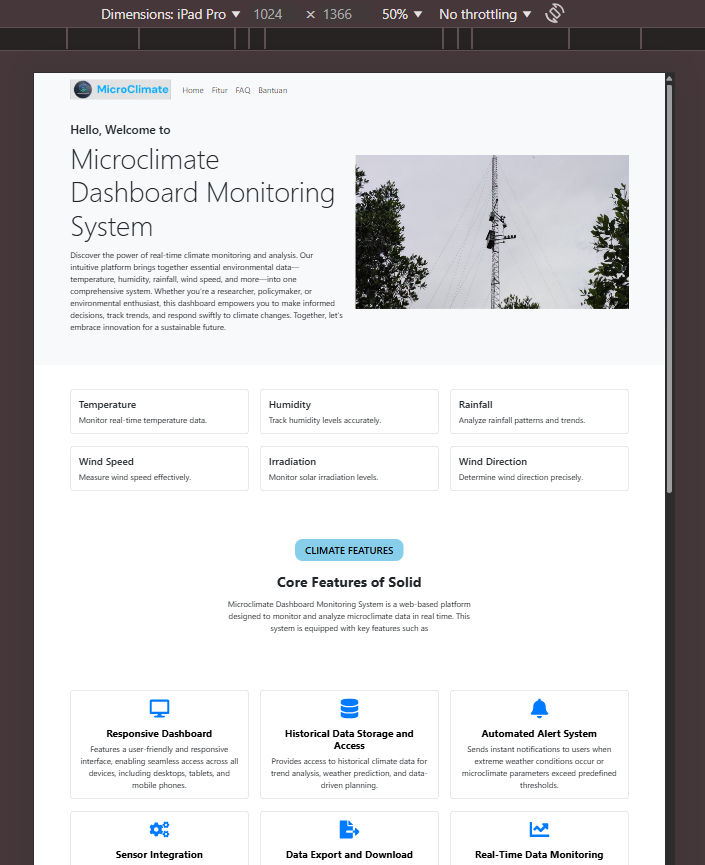 Dimensions: iPad Pro 1024 × 1366 50% No throttling
MicroClimate Home Fitur FAQ Bantuan
Hello, Welcome to
Microclimate
Dashboard Monitoring
System
Discover the power of real-time climate monitoring and analysis. Our
intuitive platform brings together essential environmental data—
temperature, humidity, rainfall, wind speed, and more—into one
comprehensive system. Whether you're a researcher, policymaker, or
environmental enthusiast, this dashboard empowers you to make informed
decisions, track trends, and respond swiftly to climate changes. Together, let's
embrace innovation for a sustainable future.
Temperature
Monitor real-time temperature data.
Humidity
Track humidity levels accurately.
Rainfall
Analyze rainfall patterns and trends.
Wind Speed
Measure wind speed effectively.
Irradiation
Monitor solar irradiation levels.
Wind Direction
Determine wind direction precisely.
CLIMATE FEATURES
Core Features of Solid
Microclimate Dashboard Monitoring System is a web-based platform
designed to monitor and analyze microclimate data in real time. This
system is equipped with key features such as
Responsive Dashboard
Features a user-friendly and responsive
interface, enabling seamless access across all
devices, including desktops, tablets, and
mobile phones.
Historical Data Storage and
Access
Provides access to historical climate data for
trend analysis, weather prediction, and data-
driven planning.
Automated Alert System
Sends instant notifications to users when
extreme weather conditions occur or
microclimate parameters exceed predefined
thresholds.
Sensor Integration
Data Export and Download
Real-Time Data Monitoring